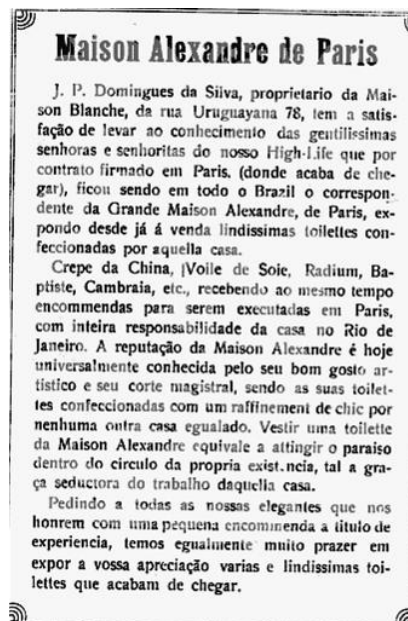 Maison Alexandre de Paris
J. P. Domingues da Silva, proprietario da Mai-
son Blanche, da rua Uruguayana 78, tem a satis-
fação de levar ao conhecimento das gentilissimas
senhoras e senhoritas do nosso High-Life que por
contrato firmado em Paris, (donde acaba de che-
gar), ficou sendo em todo o Brazil o correspon-
dente da Grande Maison Alexandre, de Paris, ex-
pondo desde já á venda lindissimas toilettes con-
feccionadas por aquella casa.
Crepe da China, Voile de Soie, Radium, Ba-
ptiste, Cambraia, etc., recebendo ao mesmo tempo
encommendas para serem executadas em Paris,
com inteira responsabilidade da casa no Rio de
Janeiro. A reputação da Maison Alexandre é hoje
universalmente conhecida pelo seu bom gosto ar-
tistico e seu corte magistral, sendo as suas toilet-
tes confeccionadas com um raffinement de chic por
nenhuma outra casa egualado. Vestir uma toilette
da Maison Alexandre equivale a attingir o paraiso
dentro do circulo da propria exist.ncia, tal a gra-
ça seductora do trabalho daquella casa.
Pedindo a todas as nossas elegantes que nos
honrem com uma pequena encommenda a titulo de
experiencia, temos egualmente muito prazer em
expor a vossa apreciação varias e lindissimas toi-
lettes que acabam de chegar.